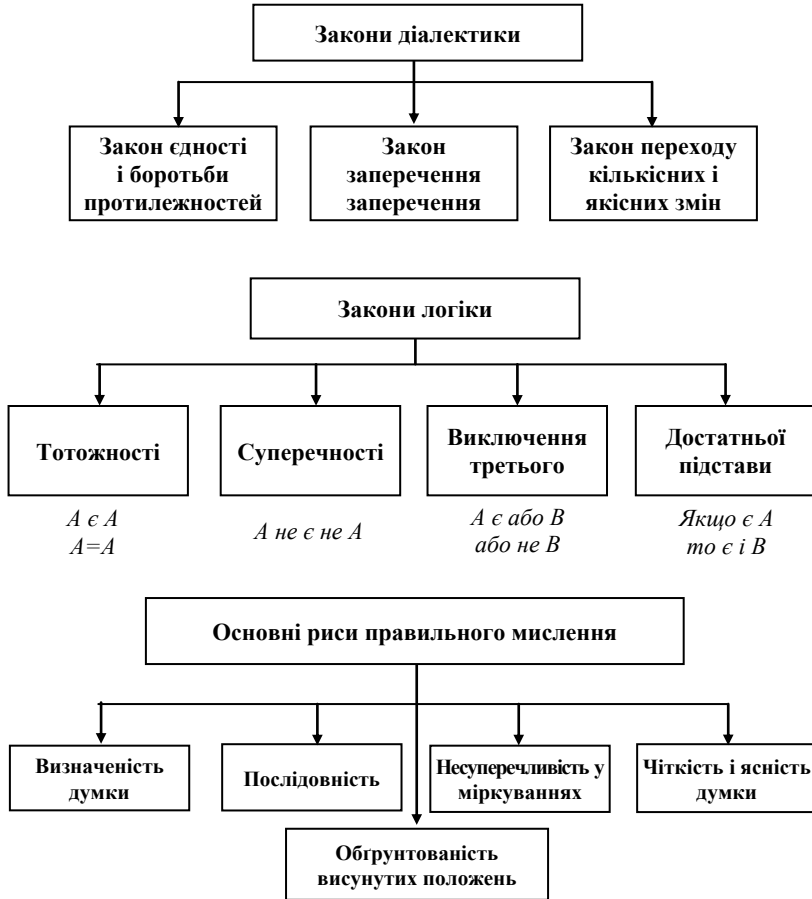 Закони діалектики
Закон єдності
і боротьби
протилежностей
Закон
заперечення
заперечення
Закон переходу
кількісних і
якісних змін
Закони логіки
Тотожності
Суперечності
Виключення
третього
Достатньої
підстави
А є А
А=А
А не є не А
А є або В
або не В
Якщо є А
то є і В
Основні риси правильного мислення
Визначеність
думки
Послідовність
Несуперечливість у
міркуваннях
Чіткість і ясність
думки
Обґрунтованість
висунутих положень